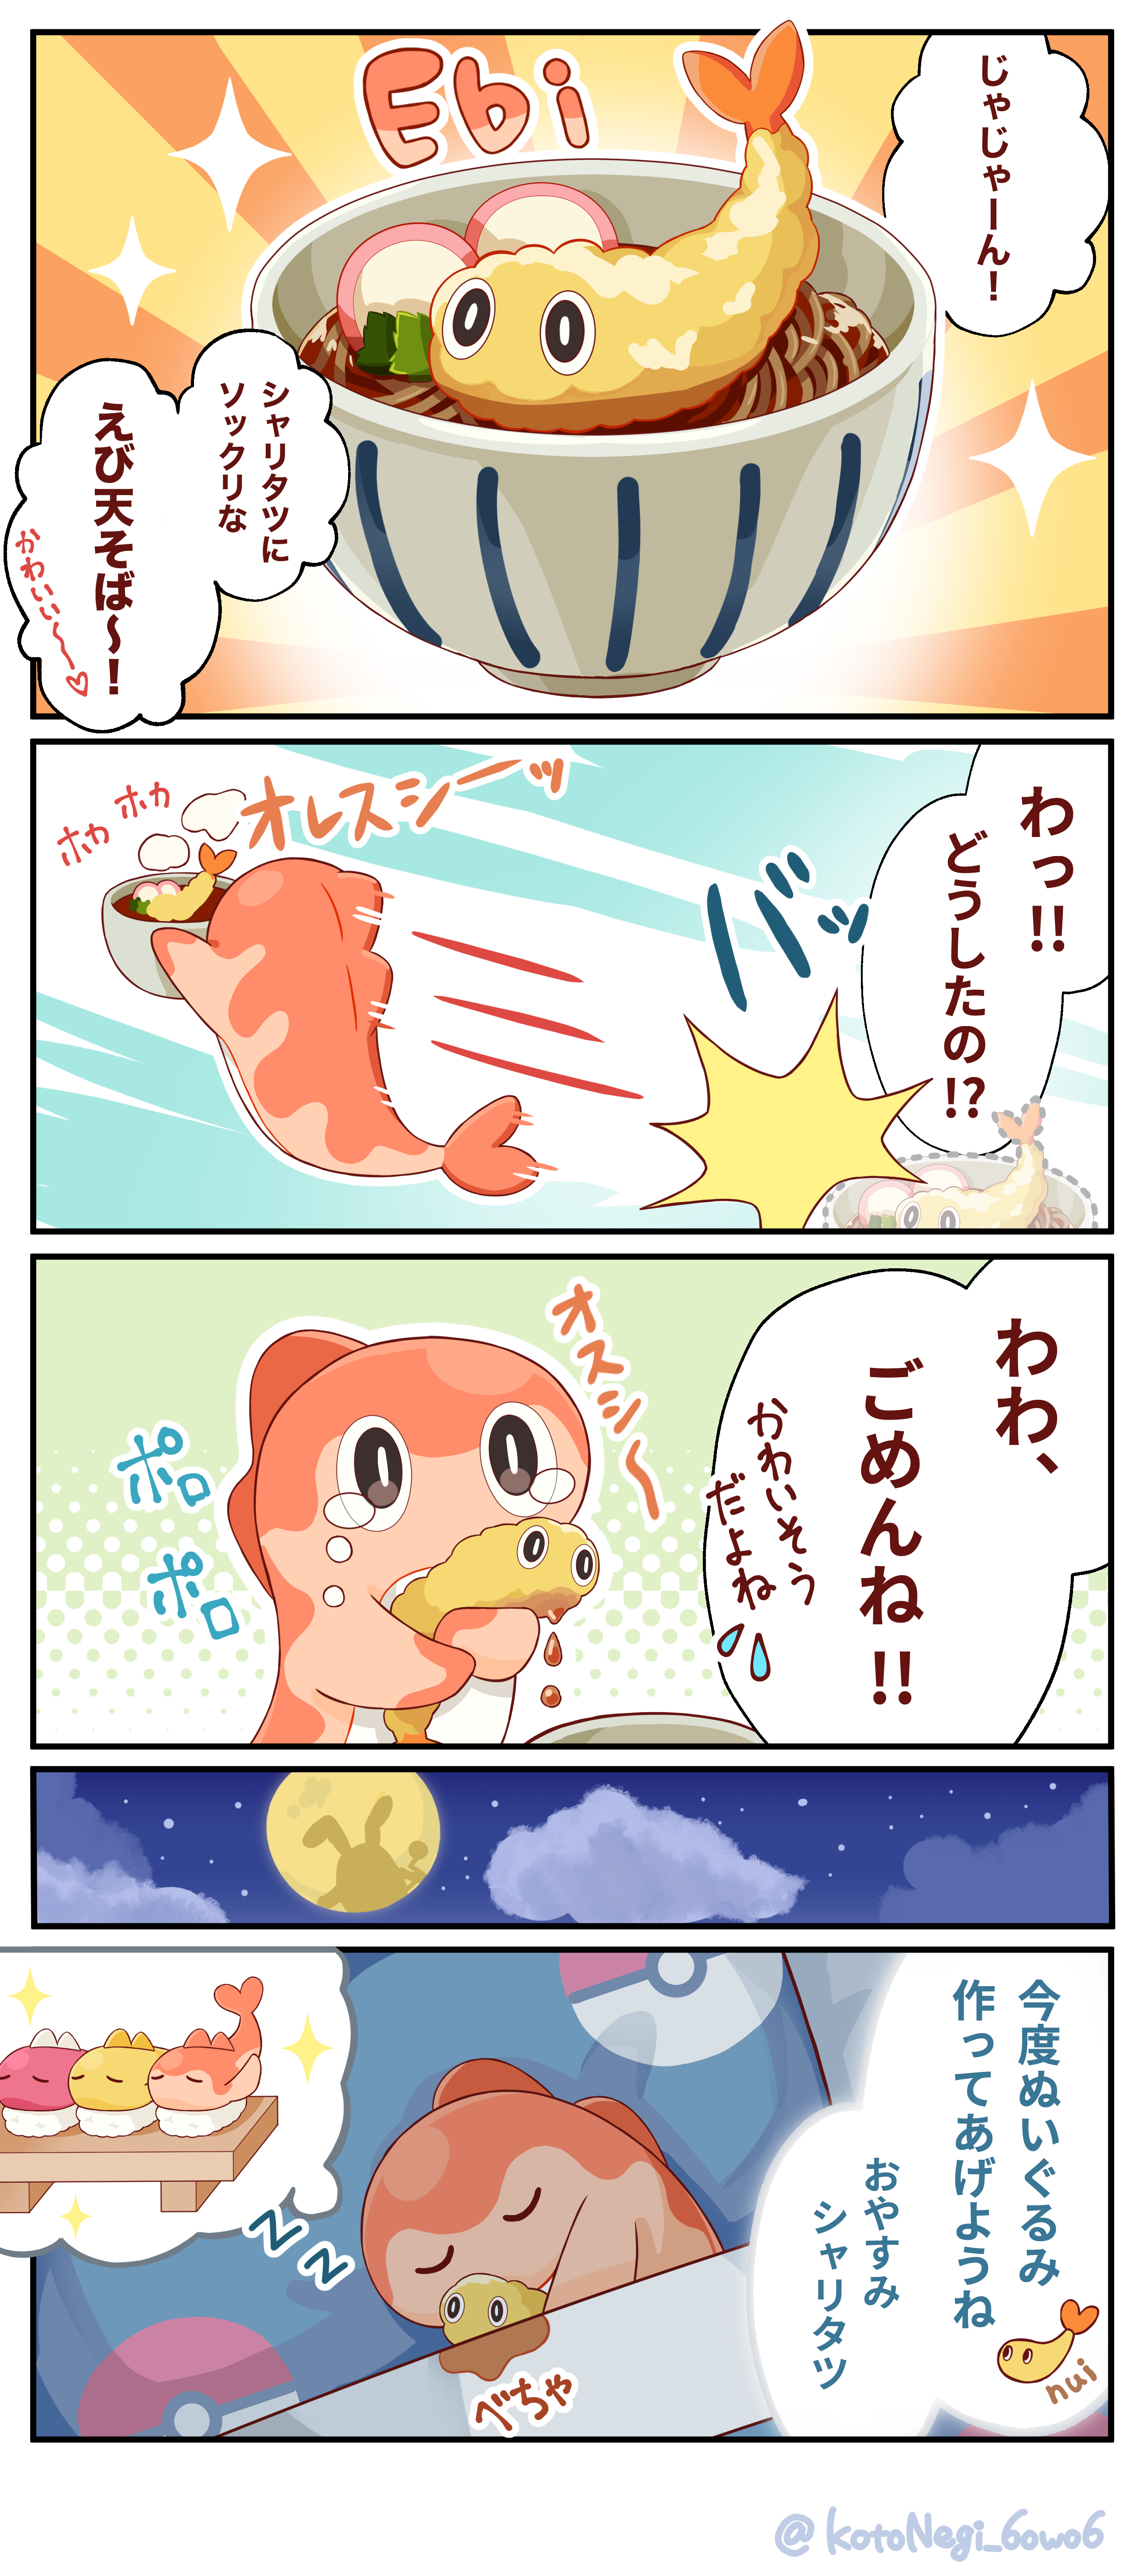 じゃじゃーん！
Ebi
シャリタツに
ソックリな
えび天そば〜！
かわいい〜♡
わっ!!
どうしたの!?
バッ
オレスシーッ
ホカ
ホカ
わわ、
ごめんね!!
かわいそう
だよね
オスシ〜
ポロ
ポロ
今度ぬいぐるみ
作ってあげようね
nui
おやすみ
シャリタツ
Z
Z
べちゃ
@kotoNegi_6owo6